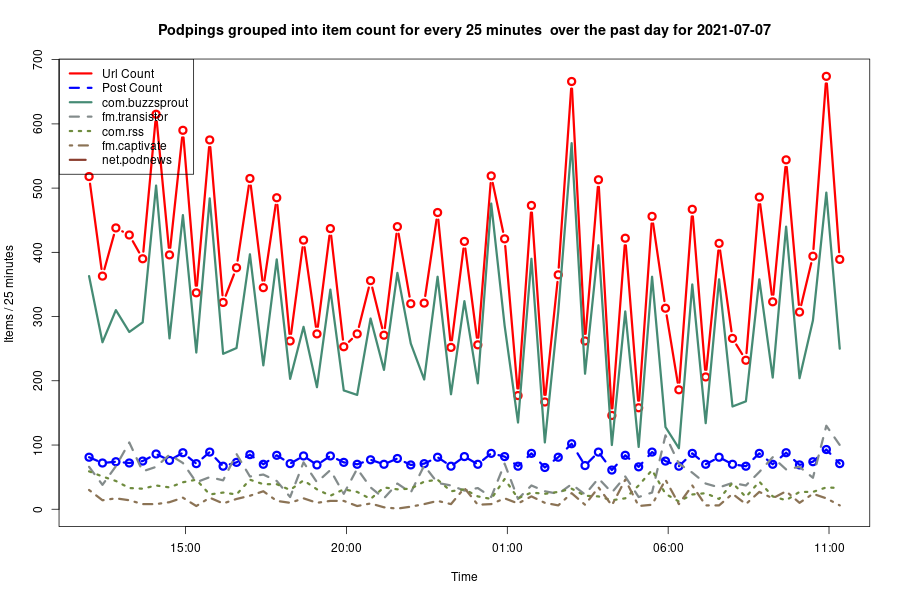 Podpings grouped into item count for every 25 minutes  over the past day for 2021-07-07
Url Count
Post Count
com.buzzsprout
fm.transistor
com.rss
fm.captivate
net.podnews
Items / 25 minutes
700
600
500
400
300
200
100
0
15:00 20:00 01:00 06:00 11:00
Time